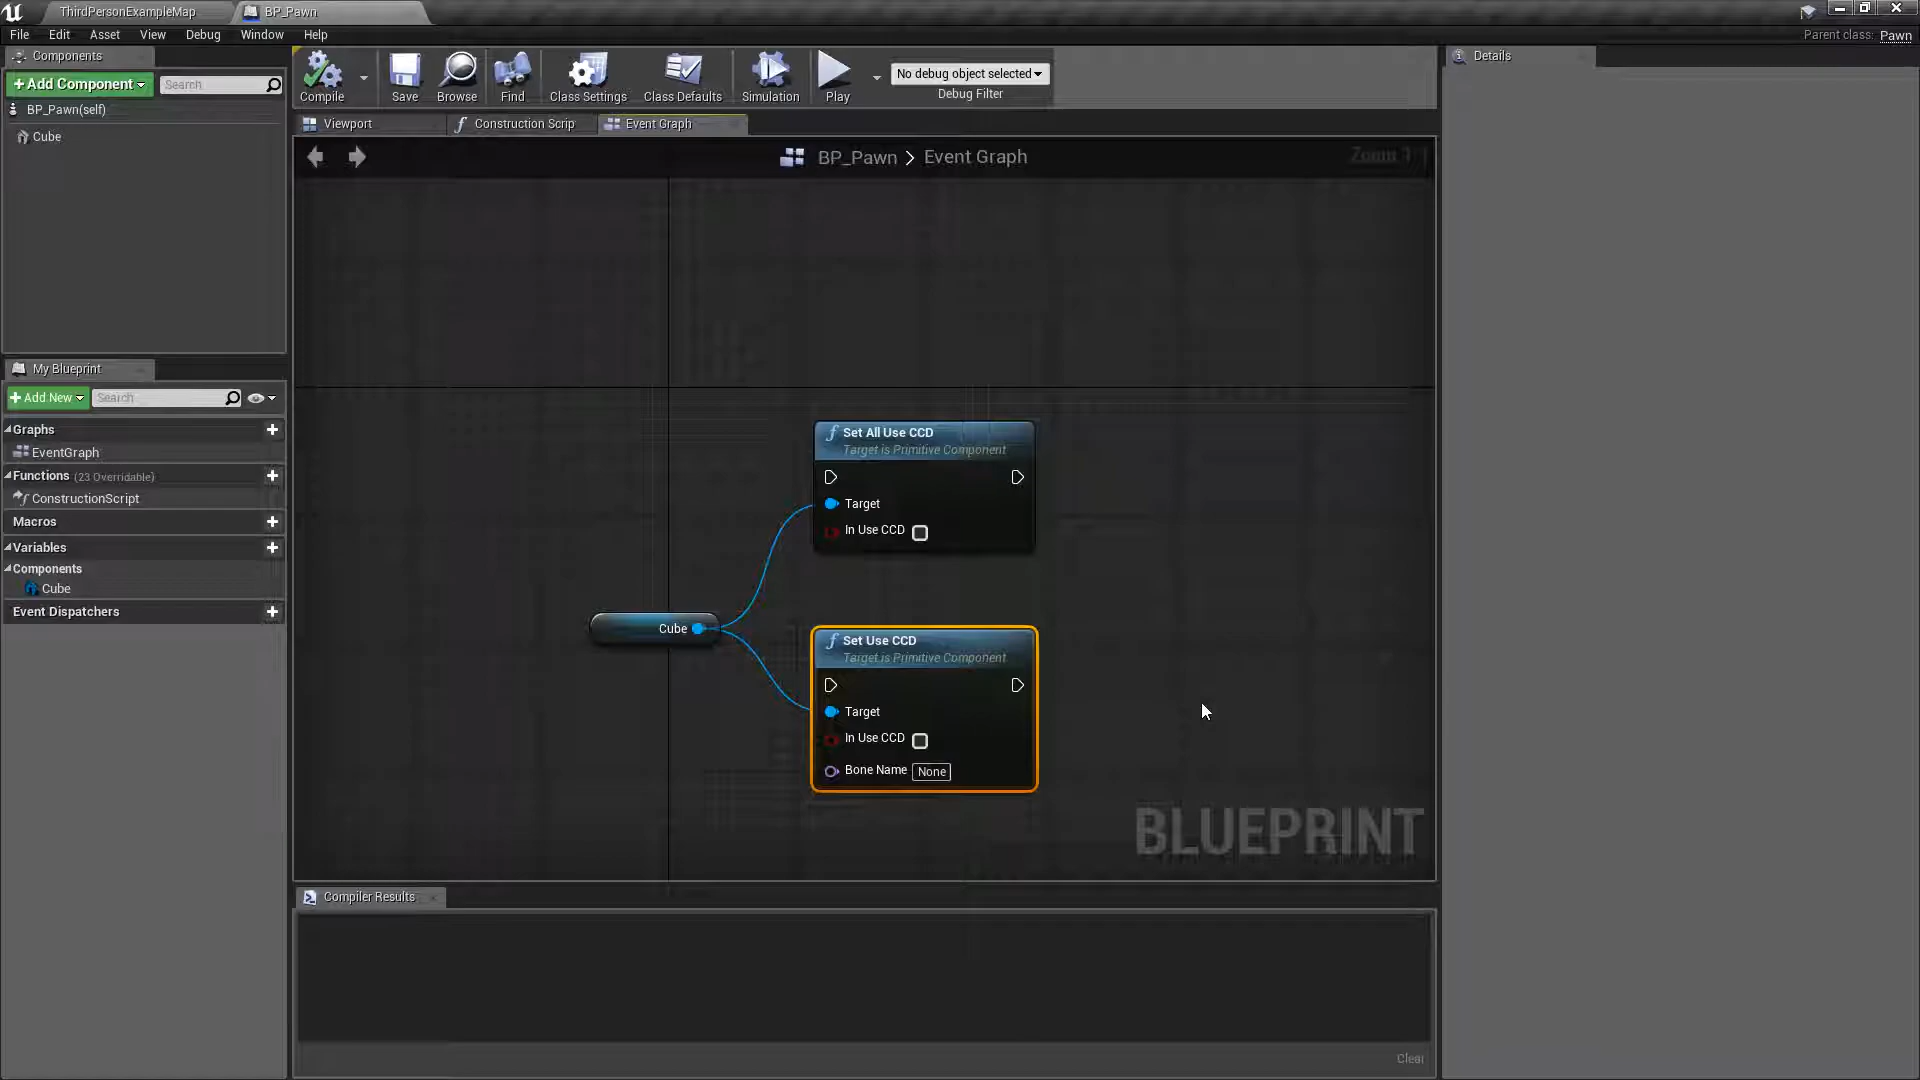 ThirdPersonExampleMap
BP_Pawn
File Edit Asset View Debug Window Help
Parent class: Pawn
Components
+Add Component
Search
BP_Pawn(self)
Cube
Compile
Save
Browse
Find
Class Settings
Class Defaults
Simulation
Play
No debug object selected
Debug Filter
Viewport
Construction Scrip
Event Graph
BP_Pawn > Event Graph
Zoom 1:1
Details
My Blueprint
+Add New
Search
Graphs
EventGraph
Functions (23 Overridable)
ConstructionScript
Macros
Variables
Components
Cube
Event Dispatchers
Set All Use CCD
Target is Primitive Component
Target
In Use CCD
Cube
Set Use CCD
Target is Primitive Component
Target
In Use CCD
Bone Name None
BLUEPRINT
Compiler Results
Clear